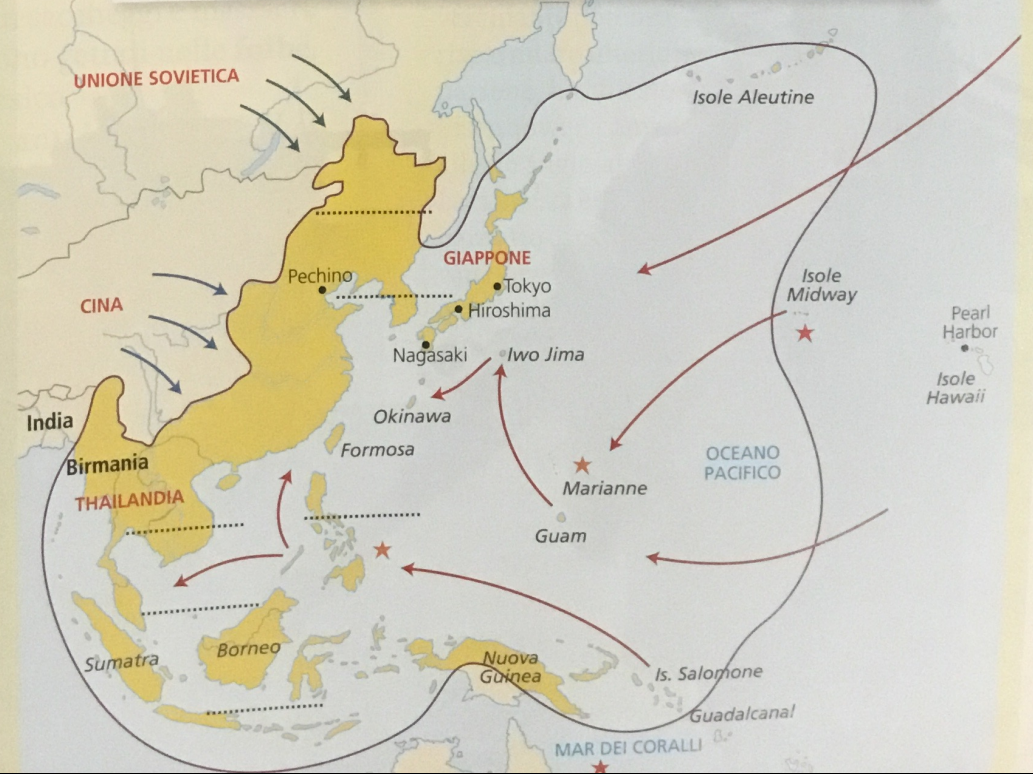 UNIONE SOVIETICA
Isole Aleutine
GIAPPONE
Pechino
Tokyo
Isole
Midway
CINA
Hiroshima
Pearl
Harbor
Nagasaki
Iwo Jima
Isole
Hawaii
Okinawa
India
Formosa
OCEANO
PACIFICO
Birmania
Marianne
THAILANDIA
Guam
Borneo
Sumatra
Nuova
Guinea
Is. Salomone
Guadalcanal
MAR DEI CORALLI